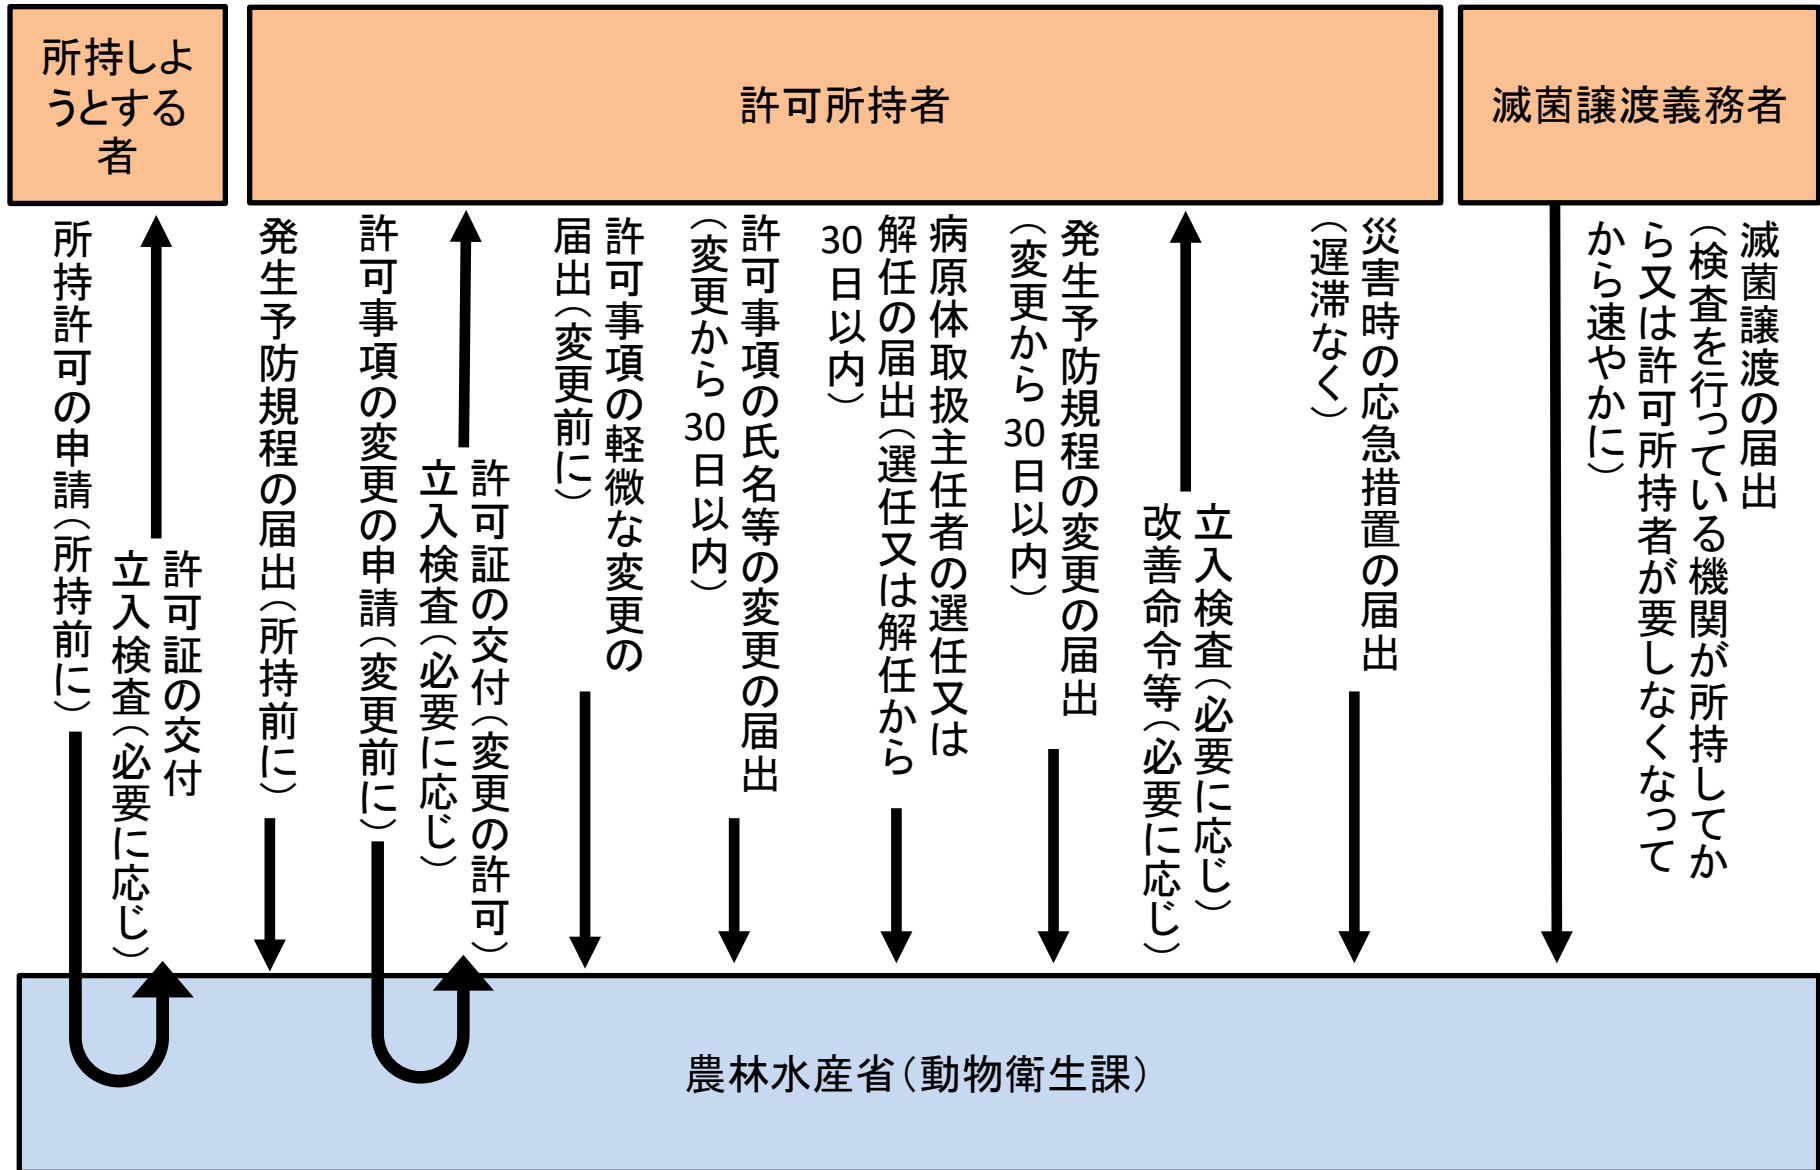 所持しよ
うとする
者
許可所持者
滅菌譲渡義務者
所持許可の申請（所持前に）
許可証の交付
立入検査（必要に応じ）
発生予防規程の届出（所持前に）
許可事項の変更の申請（変更前に）
許可証の交付（変更の許可）
立入検査（必要に応じ）
許可事項の軽微な変更の
届出（変更前に）
許可事項の氏名等の変更の届出
（変更から30日以内）
病原体取扱主任者の選任又は
解任の届出（選任又は解任から
30日以内）
発生予防規程の変更の届出
（変更から30日以内）
立入検査（必要に応じ）
改善命令等（必要に応じ）
災害時の応急措置の届出
（遅滞なく）
滅菌譲渡の届出
（検査を行っている機関が所持してか
ら又は許可所持者が要しなくなって
から速やかに）
農林水産省（動物衛生課）